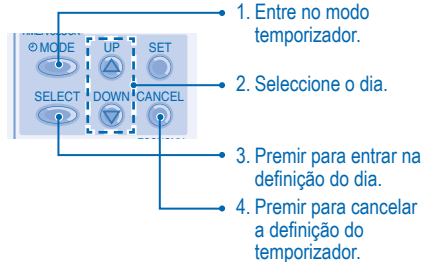 1. Entre no modo
temporizador.
MODE UP SET
2. Seleccione o dia.
SELECT DOWN CANCEL
3. Premir para entrar na
definição do dia.
4. Premir para cancelar
a definição do
temporizador.